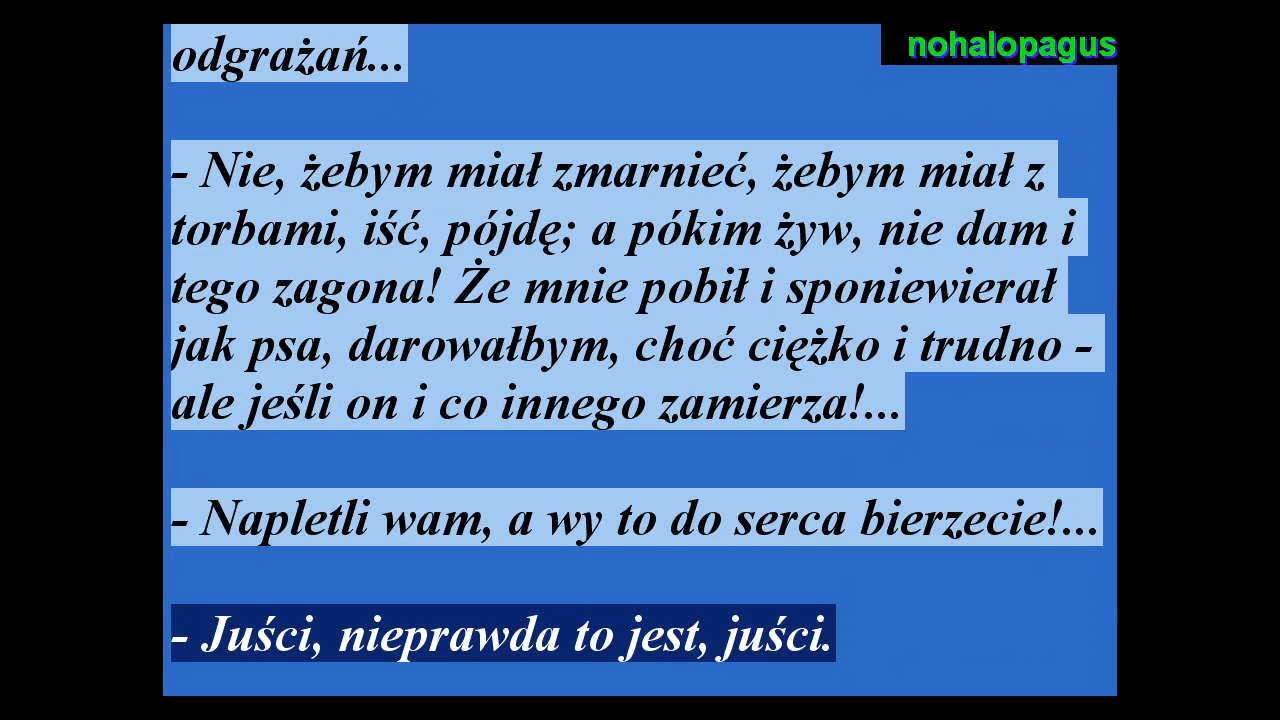 odgrażań...
nohalopagus
- Nie, żebym miał zmarnieć, żebym miał z
torbami, iść, pójdę; a pókim żyw, nie dam i
tego zagona! Że mnie pobił i sponiewierał
jak psa, darowałbym, choć ciężko i trudno -
ale jeśli on i co innego zamierza!...
- Napletli wam, a wy to do serca bierzecie!...
- Juści, nieprawda to jest, juści.